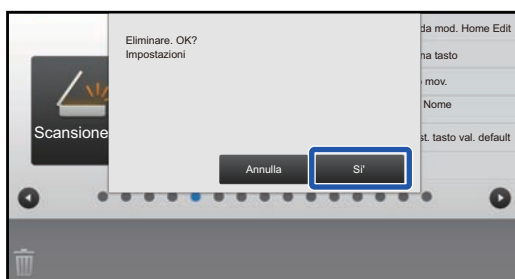 Eliminare. OK?
Impostazioni
da mod. Home Edit
na tasto
mov.
Nome
st. tasto val. default
Scansione
Annulla
Si'